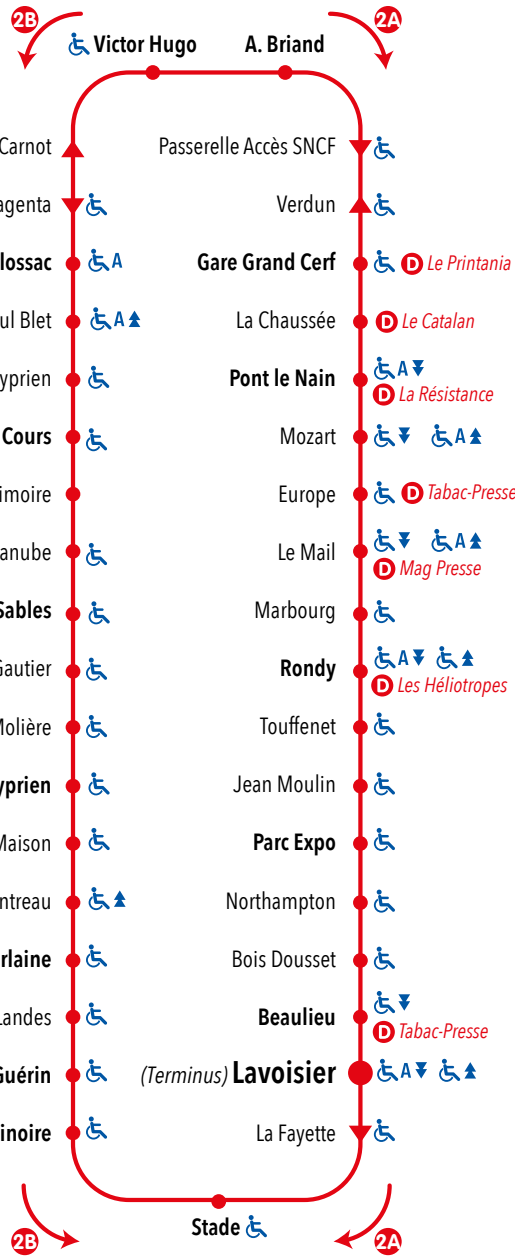 2B
2A
Victor Hugo A. Briand
Carnot Passerelle Accès SNCF
agenta Verdun
lossac A Gare Grand Cerf D Le Printania
ul Blet A La Chaussée D Le Catalan
yprien Pont le Nain A
D La Résistance
Cours Mozart A
imoire Europe D Tabac-Presse
anube Le Mail A
D Mag Presse
Sables Marbourg
Gautier Rondy A
D Les Héliotropes
Molière Touffenet
yprien Jean Moulin
Maison Parc Expo
ntreau Northampton
rlaine Bois Dousset
Landes Beaulieu
D Tabac-Presse
Guérin (Terminus) Lavoisier A
inoire La Fayette
Stade
2B
2A